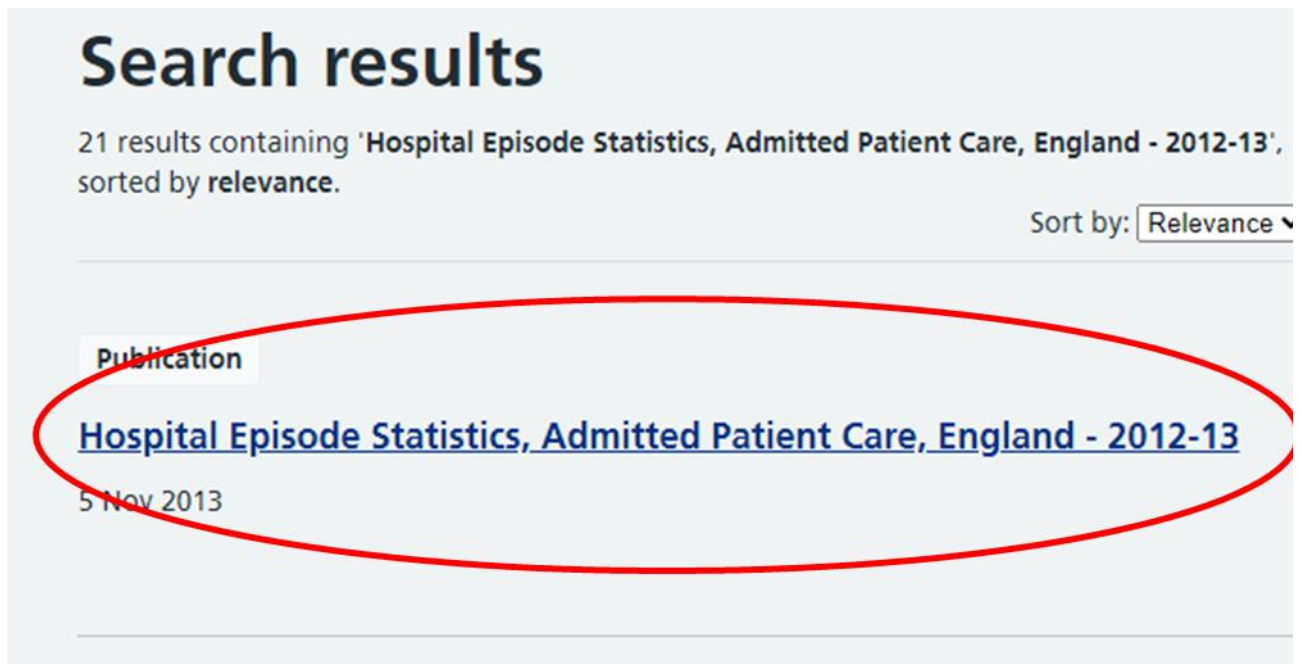 Search results
21 results containing 'Hospital Episode Statistics, Admitted Patient Care, England - 2012-13',
sorted by relevance.
Sort by: Relevance
Publication
Hospital Episode Statistics, Admitted Patient Care, England - 2012-13
5 Nov 2013